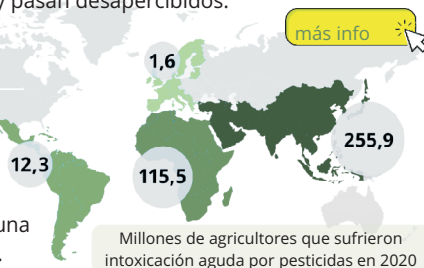 y pasan desapercibidos.
más info
1,6
255,9
12,3
115,5
una
Millones de agricultores que sufrieron
intoxicación aguda por pesticidas en 2020